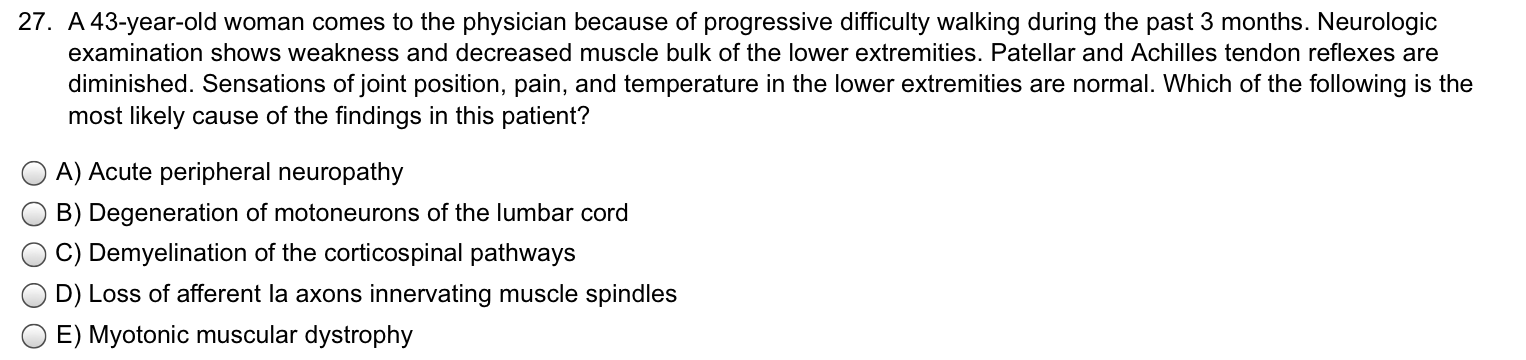 27. A 43-year-old woman comes to the physician because of progressive difficulty walking during the past 3 months. Neurologic
examination shows weakness and decreased muscle bulk of the lower extremities. Patellar and Achilles tendon reflexes are
diminished. Sensations of joint position, pain, and temperature in the lower extremities are normal. Which of the following is the
most likely cause of the findings in this patient?
A) Acute peripheral neuropathy
B) Degeneration of motoneurons of the lumbar cord
C) Demyelination of the corticospinal pathways
D) Loss of afferent Ia axons innervating muscle spindles
E) Myotonic muscular dystrophy